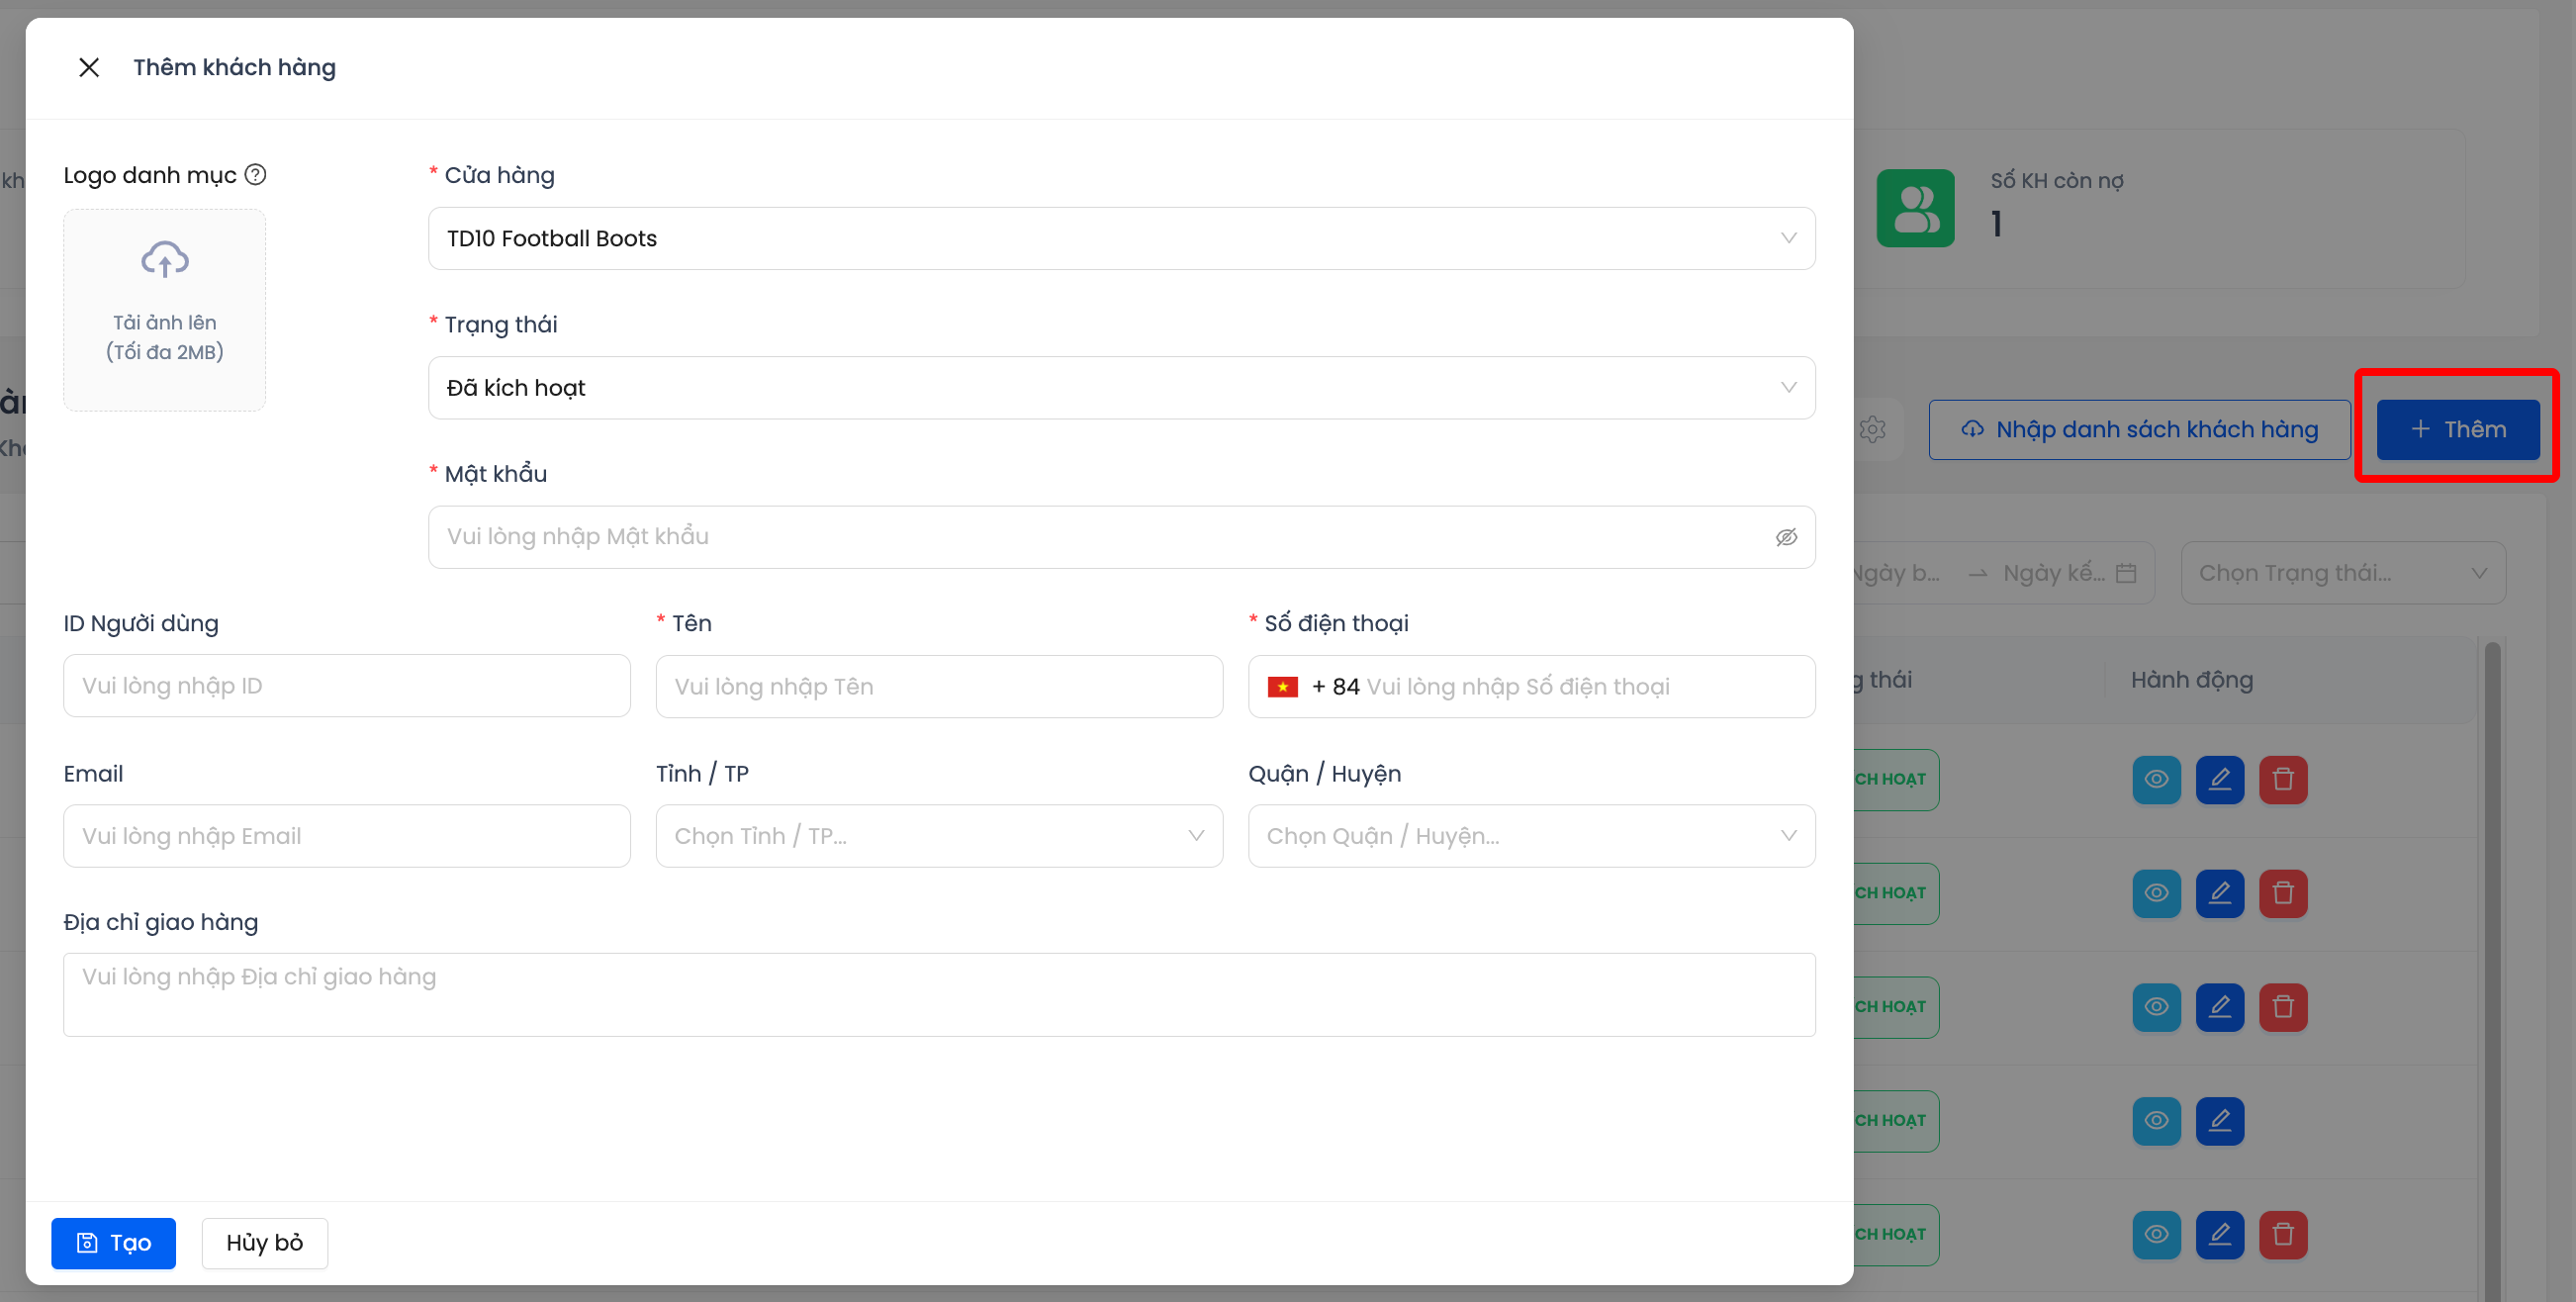 Thêm khách hàng
Logo danh mục
Tải ảnh lên
(Tối đa 2MB)
* Cửa hàng
TD10 Football Boots
* Trạng thái
Đã kích hoạt
* Mật khẩu
Vui lòng nhập Mật khẩu
ID Người dùng
Vui lòng nhập ID
* Tên
Vui lòng nhập Tên
* Số điện thoại
+ 84 Vui lòng nhập Số điện thoại
Email
Vui lòng nhập Email
Tỉnh / TP
Chọn Tỉnh / TP...
Quận / Huyện
Chọn Quận / Huyện...
Địa chỉ giao hàng
Vui lòng nhập Địa chỉ giao hàng
Tạo
Hủy bỏ
Số KH còn nợ
1
Nhập danh sách khách hàng
+ Thêm
Ngày b... → Ngày kế...
Chọn Trạng thái...
thái
Hành động
CH HOẠT
CH HOẠT
CH HOẠT
CH HOẠT
CH HOẠT